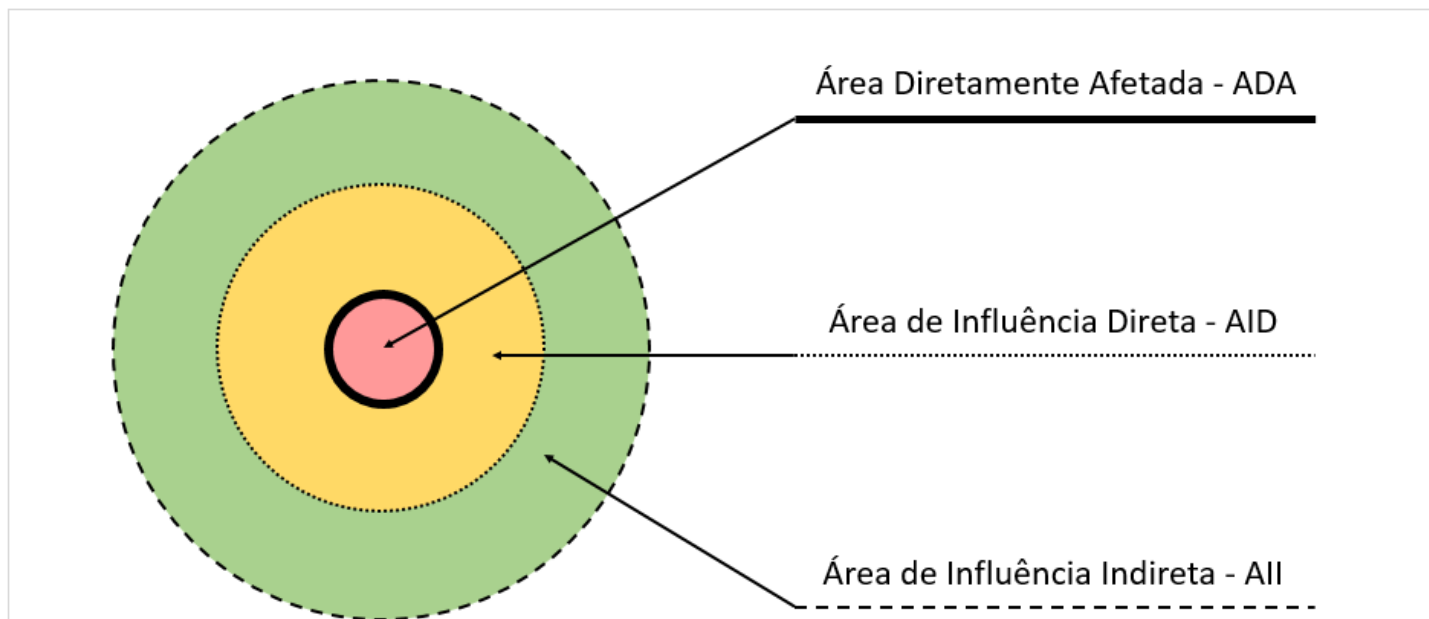 Área Diretamente Afetada - ADA
Área de Influência Direta - AID
Área de Influência Indireta - AII